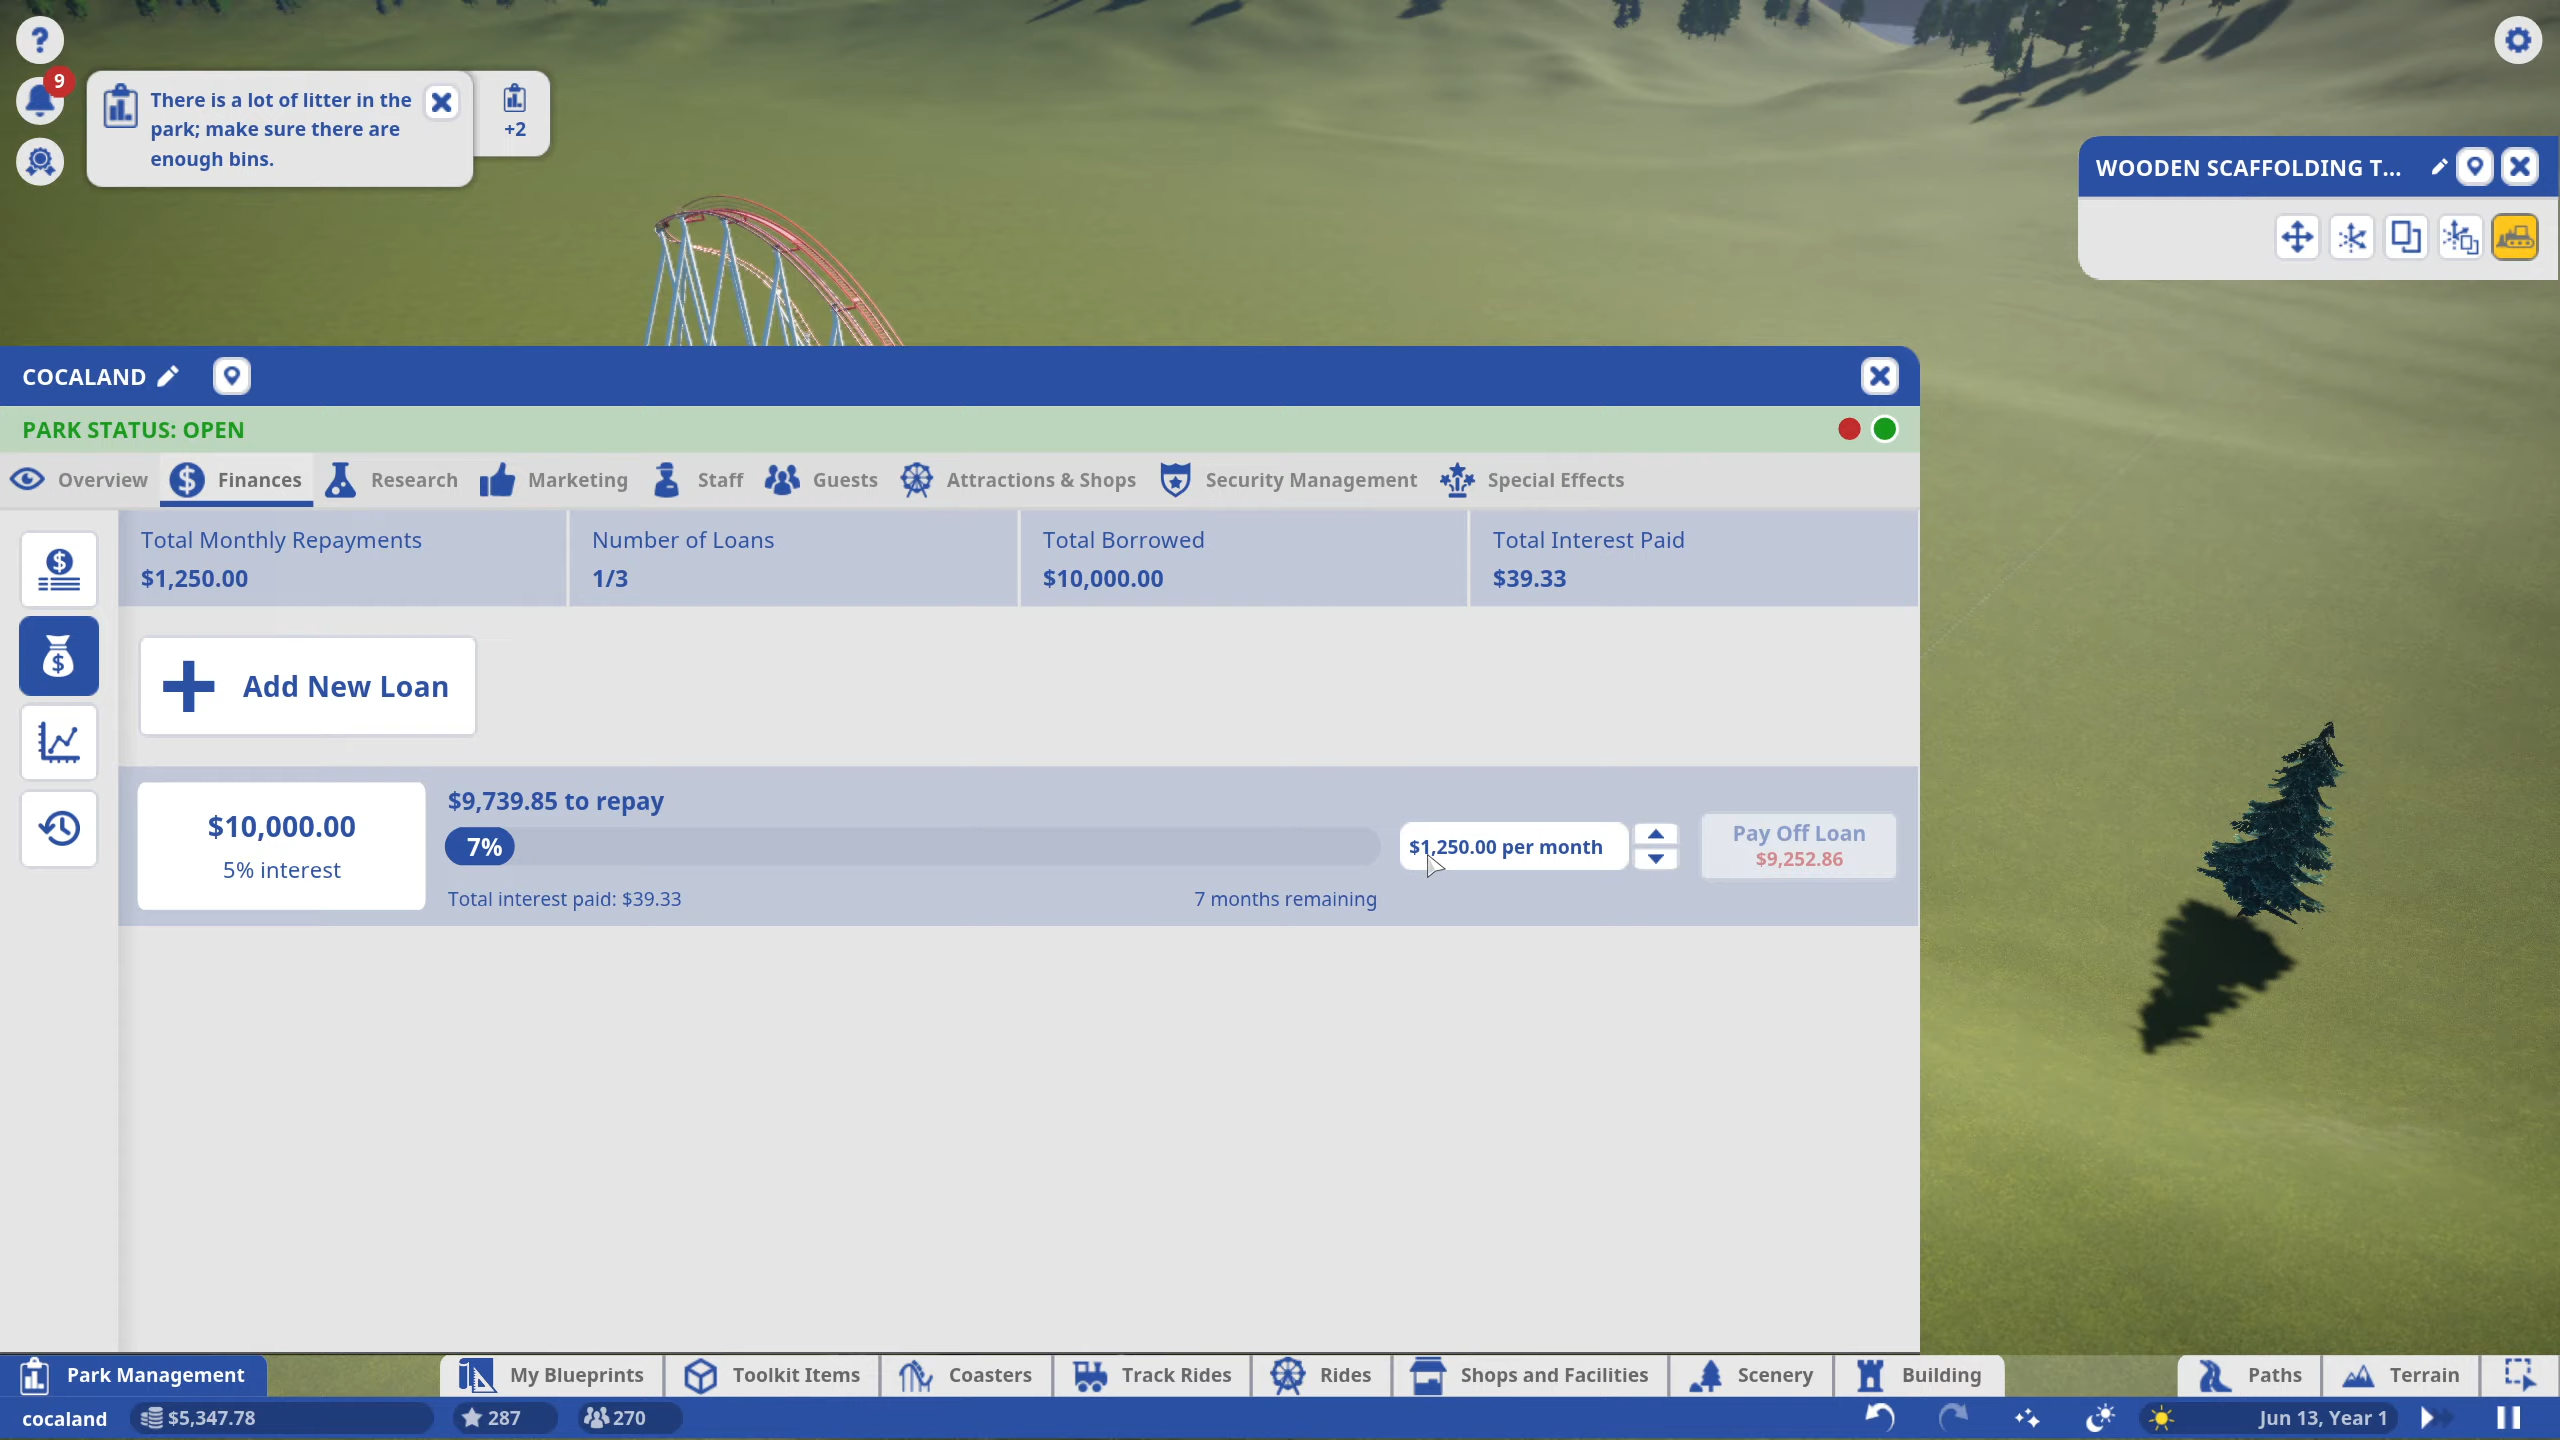 ?
9
There is a lot of litter in the
park; make sure there are
enough bins.
+2
WOODEN SCAFFOLDING T...
COCALAND
PARK STATUS: OPEN
Overview
Finances
Research
Marketing
Staff
Guests
Attractions & Shops
Security Management
Special Effects
Total Monthly Repayments
$1,250.00
Number of Loans
1/3
Total Borrowed
$10,000.00
Total Interest Paid
$39.33
Add New Loan
$10,000.00
5% interest
$9,739.85 to repay
7%
Total interest paid: $39.33
7 months remaining
$1,250.00 per month
Pay Off Loan
$9,252.86
Park Management
My Blueprints
Toolkit Items
Coasters
Track Rides
Rides
Shops and Facilities
Scenery
Building
Paths
Terrain
cocaland
$5,347.78
287
270
Jun 13, Year 1